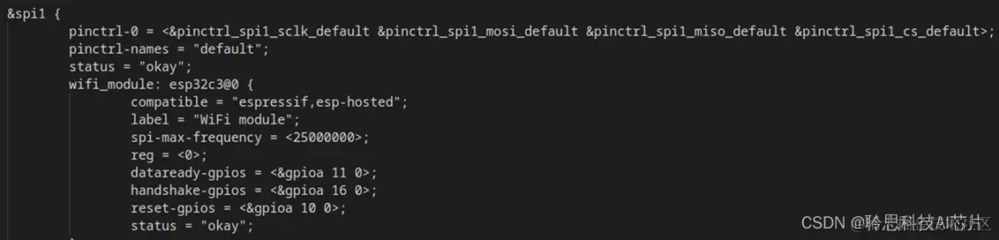 &spi1 {
pinctrl-0 = <&pinctrl_spi1_sclk_default &pinctrl_spi1_mosi_default &pinctrl_spi1_miso_default &pinctrl_spi1_cs_default>;
pinctrl-names = "default";
status = "okay";
wifi_module: esp32c3@0 {
compatible = "espressif,esp-hosted";
label = "WiFi module";
spi-max-frequency = <25000000>;
reg = <0>;
dataready-gpios = <&gpioa 11 0>;
handshake-gpios = <&gpioa 16 0>;
reset-gpios = <&gpioa 10 0>;
status = "okay";
CSDN @聆思科技AI芯片